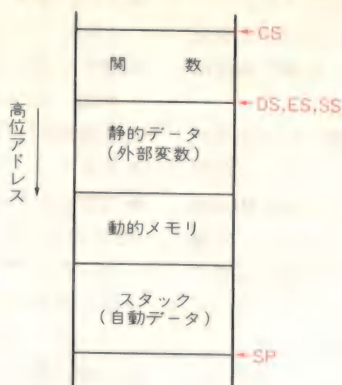 CS
関 数
DS,ES,SS
高位アドレス
静的データ
(外部変数)
動的メモリ
スタック
(自動データ)
SP